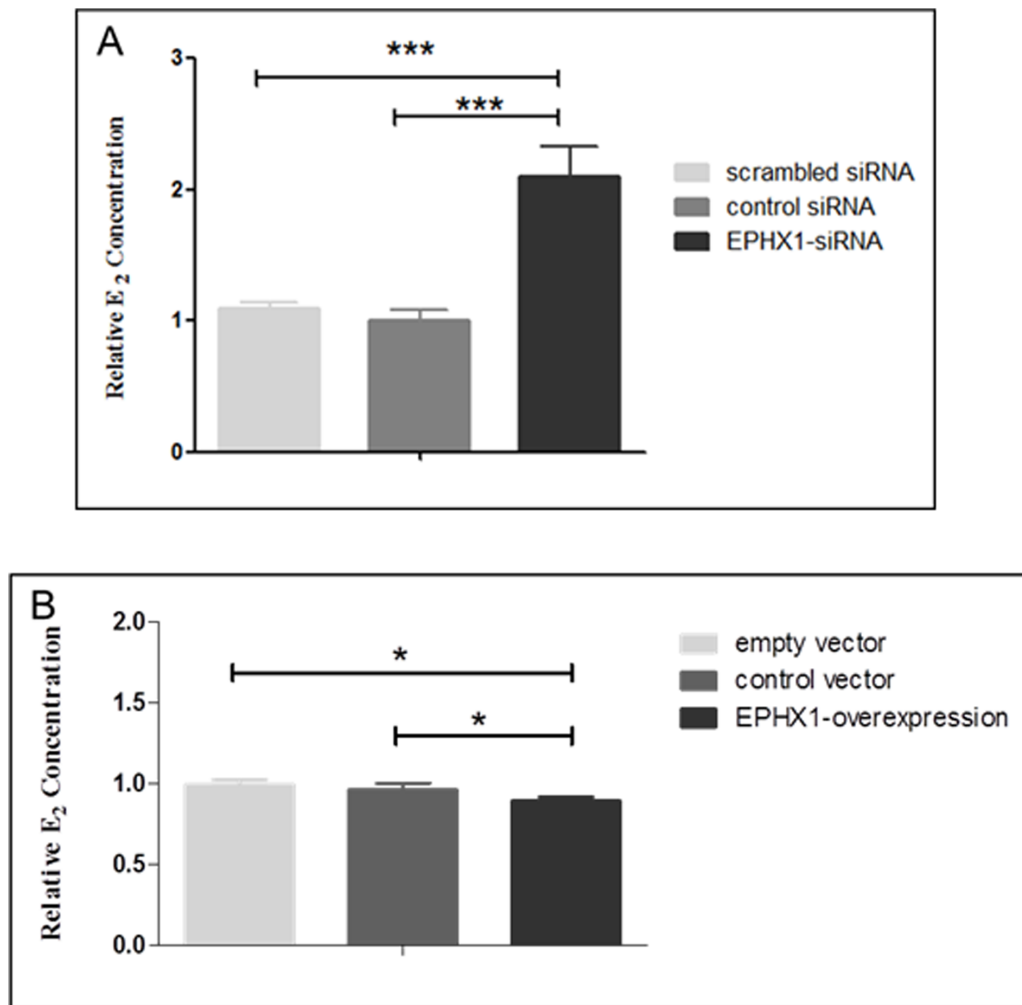 A
3
2
1
0
Relative E₂ Concentration
***
***
scrambled siRNA
control siRNA
EPHX1-siRNA
B
2.0
1.5
1.0
0.5
0.0
Relative E₂ Concentration
*
*
empty vector
control vector
EPHX1-overexpression